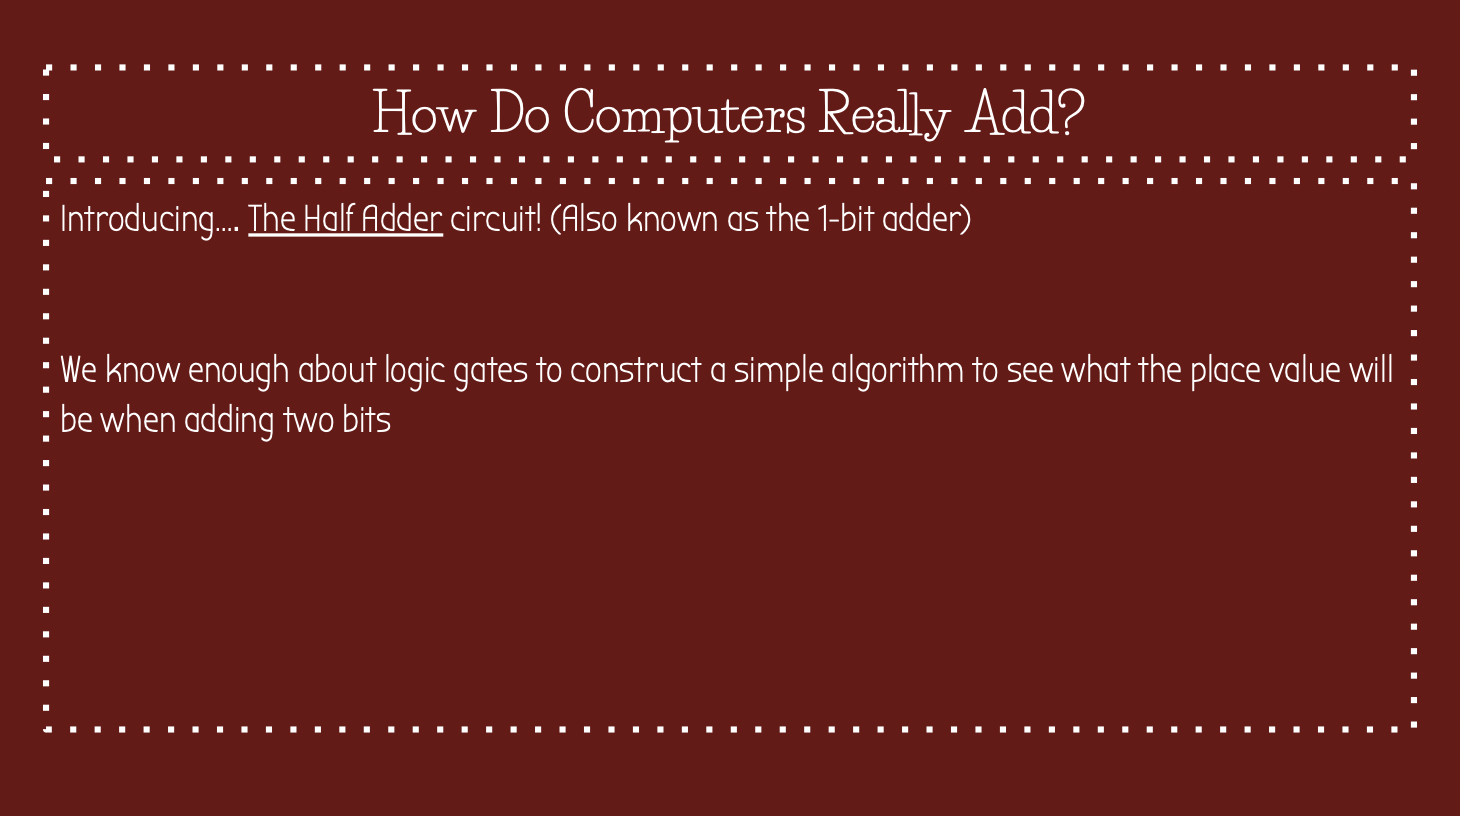 How Do Computers Really Add?
Introducing.... The Half Adder circuit! (Also known as the 1-bit adder)
We know enough about logic gates to construct a simple algorithm to see what the place value will
be when adding two bits